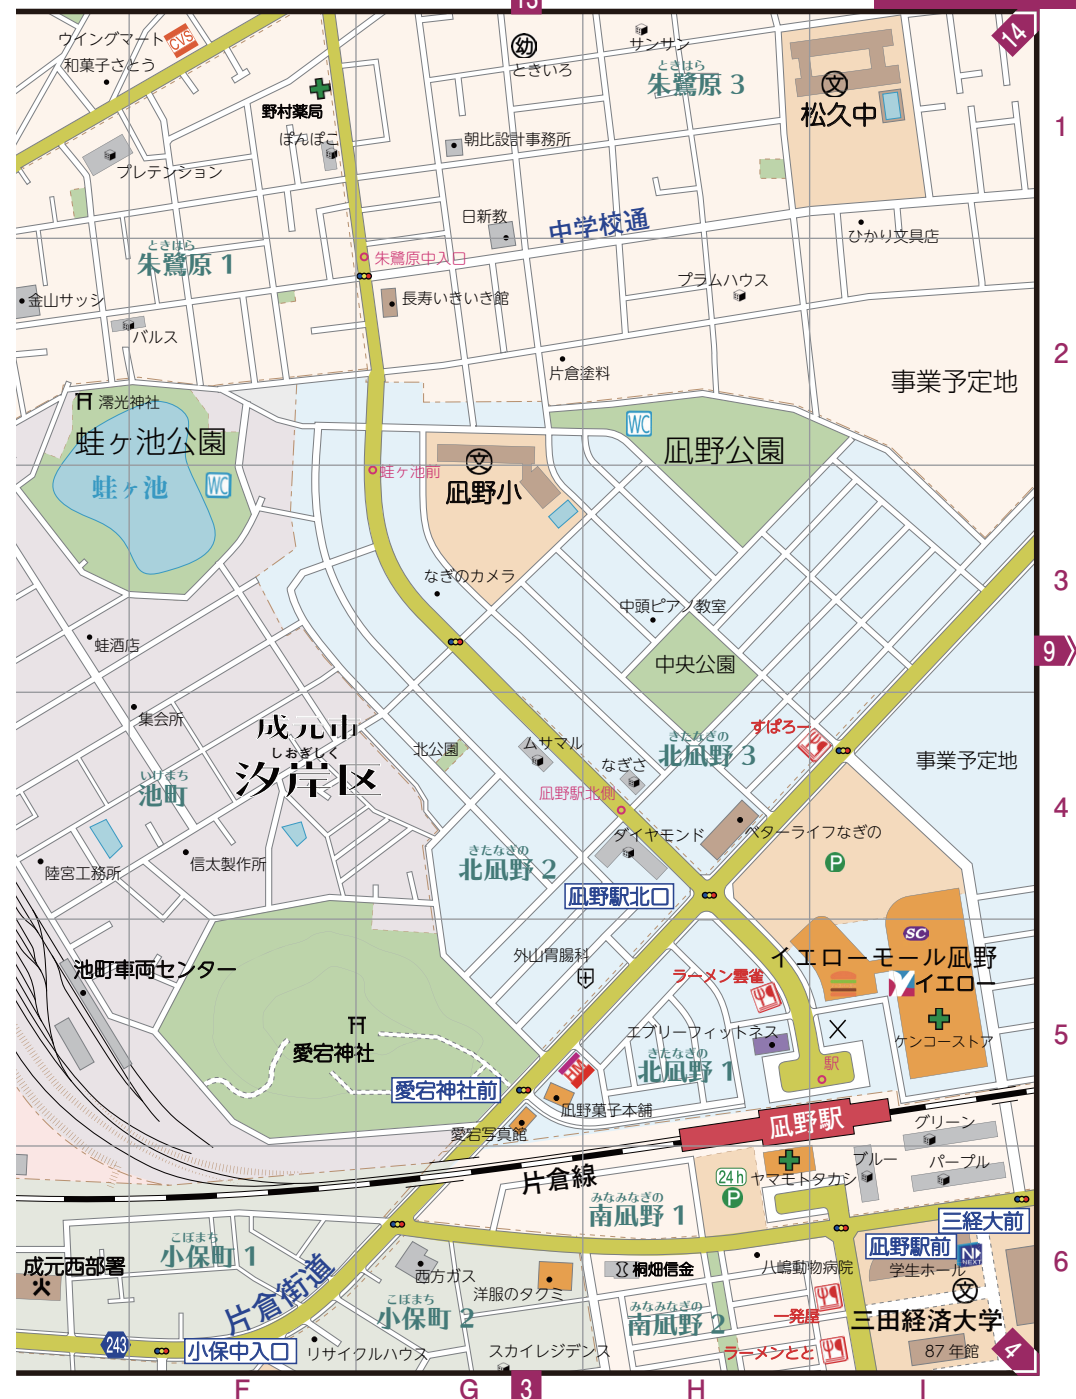 13
14
ウイングマート
CVS
和菓子さとう
幼
ときいろ
サンサン
ときはら
朱鷺原 3
文
松久中
1
野村薬局
ぽんぽこ
朝比設計事務所
プレテンション
日新教
中学校通
ひかり文具店
ときはら
朱鷺原 1
朱鷺原中入口
プラムハウス
金山サッシ
長寿いきいき館
バルス
2
片倉塗料
事業予定地
澪光神社
WC
蛙ヶ池公園
凪野公園
文
蛙ヶ池前
蛙ヶ池
WC
凪野小
なぎのカメラ
3
中頭ピアノ教室
蛙酒店
9
中央公園
集会所
成元市
しおぎしく
汐岸区
すぱろー
北公園
ムサマル
きたなぎの
北凪野 3
なぎさ
事業予定地
いけまち
池町
凪野駅北側
4
ダイヤモンド
ベターライフなぎの
きたなぎの
北凪野 2
P
陸宮工務所
信太製作所
凪野駅北口
SC
外山胃腸科
イエローモール凪野
池町車両センター
ラーメン雲雀
イエロー
エブリーフィットネス
ケンコーストア
5
愛宕神社
きたなぎの
北凪野 1
駅
HM
愛宕神社前
凪野菓子本舗
凪野駅
グリーン
愛宕写真館
片倉線
24h
P
ヤマモトタカシ
ブルー
パープル
みなみなぎの
南凪野 1
三経大前
こぼまち
小保町 1
凪野駅前
N
NEXT
成元西部署
西方ガス
桐畑信金
八嶋動物病院
学生ホール
6
片倉街道
洋服のタクミ
文
こぼまち
小保町 2
みなみなぎの
南凪野 2
一発屋
三田経済大学
243
小保中入口
リサイクルハウス
スカイレジデンス
ラーメンとと
87 年館
4
F
G
3
H
I